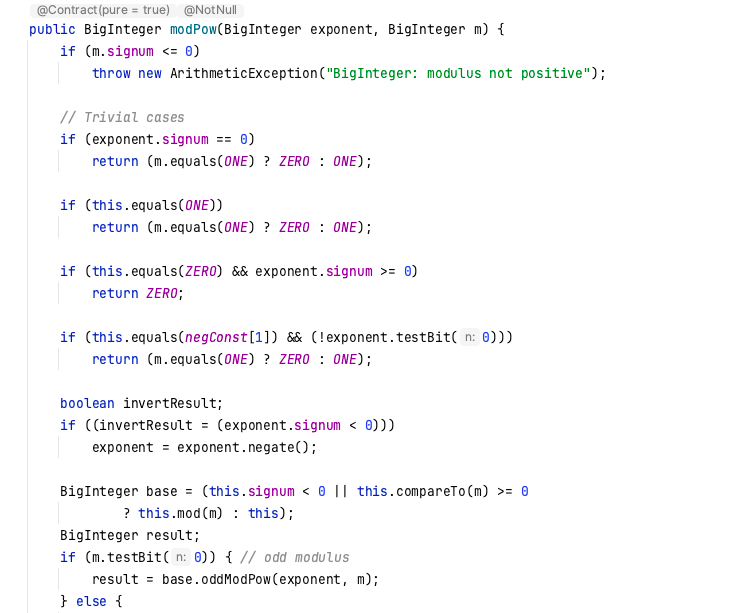 @Contract(pure = true) @NotNull
public BigInteger modPow(BigInteger exponent, BigInteger m) {
if (m.signum <= 0)
throw new ArithmeticException("BigInteger: modulus not positive");
// Trivial cases
if (exponent.signum == 0)
return (m.equals(ONE) ? ZERO : ONE);
if (this.equals(ONE))
return (m.equals(ONE) ? ZERO : ONE);
if (this.equals(ZERO) && exponent.signum >= 0)
return ZERO;
if (this.equals(negConst[1]) && (!exponent.testBit( n: 0)))
return (m.equals(ONE) ? ZERO : ONE);
boolean invertResult;
if ((invertResult = (exponent.signum < 0)))
exponent = exponent.negate();
BigInteger base = (this.signum < 0 || this.compareTo(m) >= 0
? this.mod(m) : this);
BigInteger result;
if (m.testBit( n: 0)) { // odd modulus
result = base.oddModPow(exponent, m);
} else {